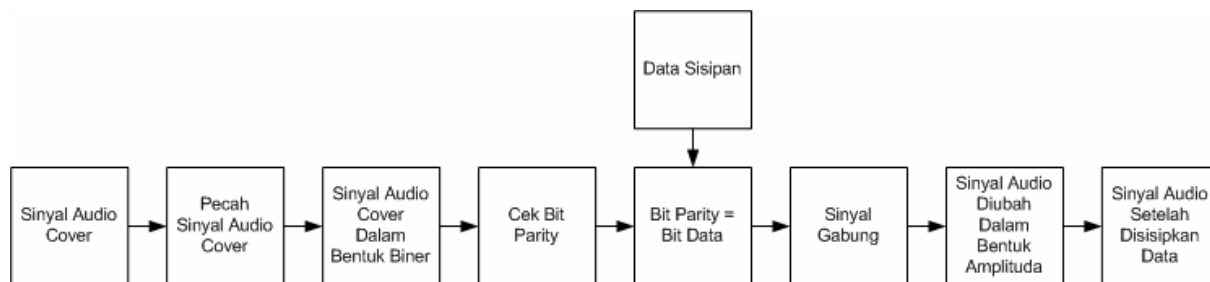 Data Sisipan
Sinyal Audio
Cover
Pecah
Sinyal Audio
Cover
Sinyal Audio
Cover
Dalam
Bentuk Biner
Cek Bit
Parity
Bit Parity =
Bit Data
Sinyal
Gabung
Sinyal Audio
Diubah
Dalam
Bentuk
Amplituda
Sinyal Audio
Setelah
Disisipkan
Data